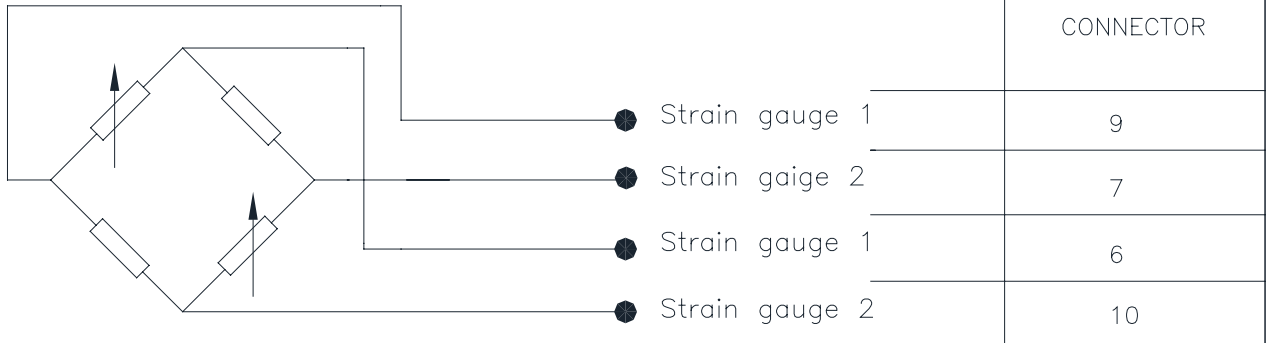 CONNECTOR
Strain gauge 1 9
Strain gaige 2 7
Strain gauge 1 6
Strain gauge 2 10